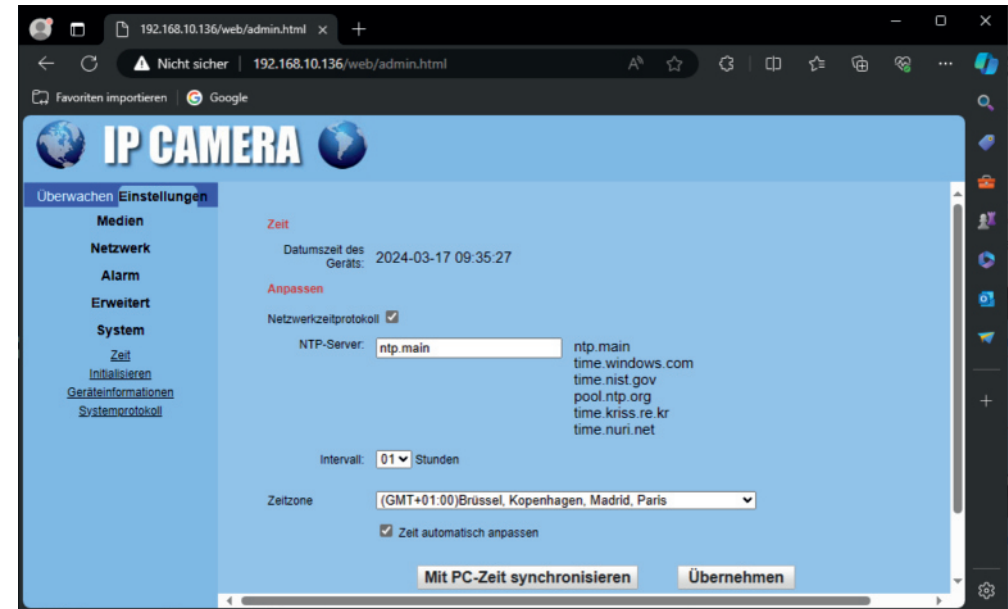 192.168.10.136/web/admin.html
Nicht sicher
192.168.10.136/web/admin.html
Favoriten importieren
Google
IP CAMERA
Überwachen Einstellungen
Medien
Netzwerk
Alarm
Erweitert
System
Zeit
Initialisieren
Geräteinformationen
Systemprotokoll
Zeit
Datumszeit des
Geräts:
2024-03-17 09:35:27
Anpassen
Netzwerkzeitprotokoll
NTP-Server:
ntp.main
ntp.main
time.windows.com
time.nist.gov
pool.ntp.org
time.kriss.re.kr
time.nuri.net
Intervall:
01
Stunden
Zeitzone
(GMT+01:00)Brüssel, Kopenhagen, Madrid, Paris
Zeit automatisch anpassen
Mit PC-Zeit synchronisieren
Übernehmen